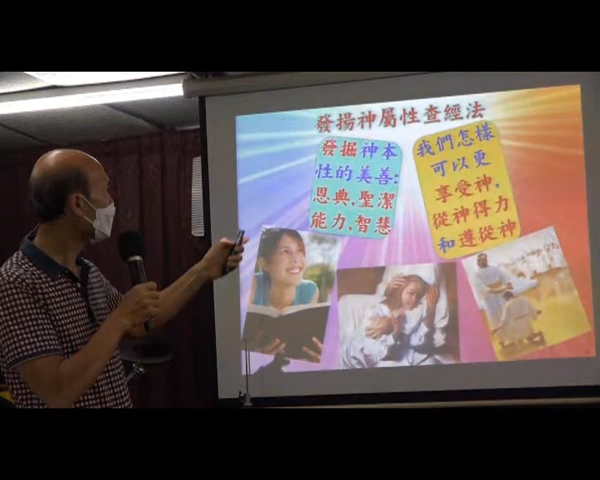 發揚神屬性查經法
發掘神本
性的美善:
恩典,聖潔
能力,智慧
我們怎樣
可以更
享受神,
從神得力
和遵從神